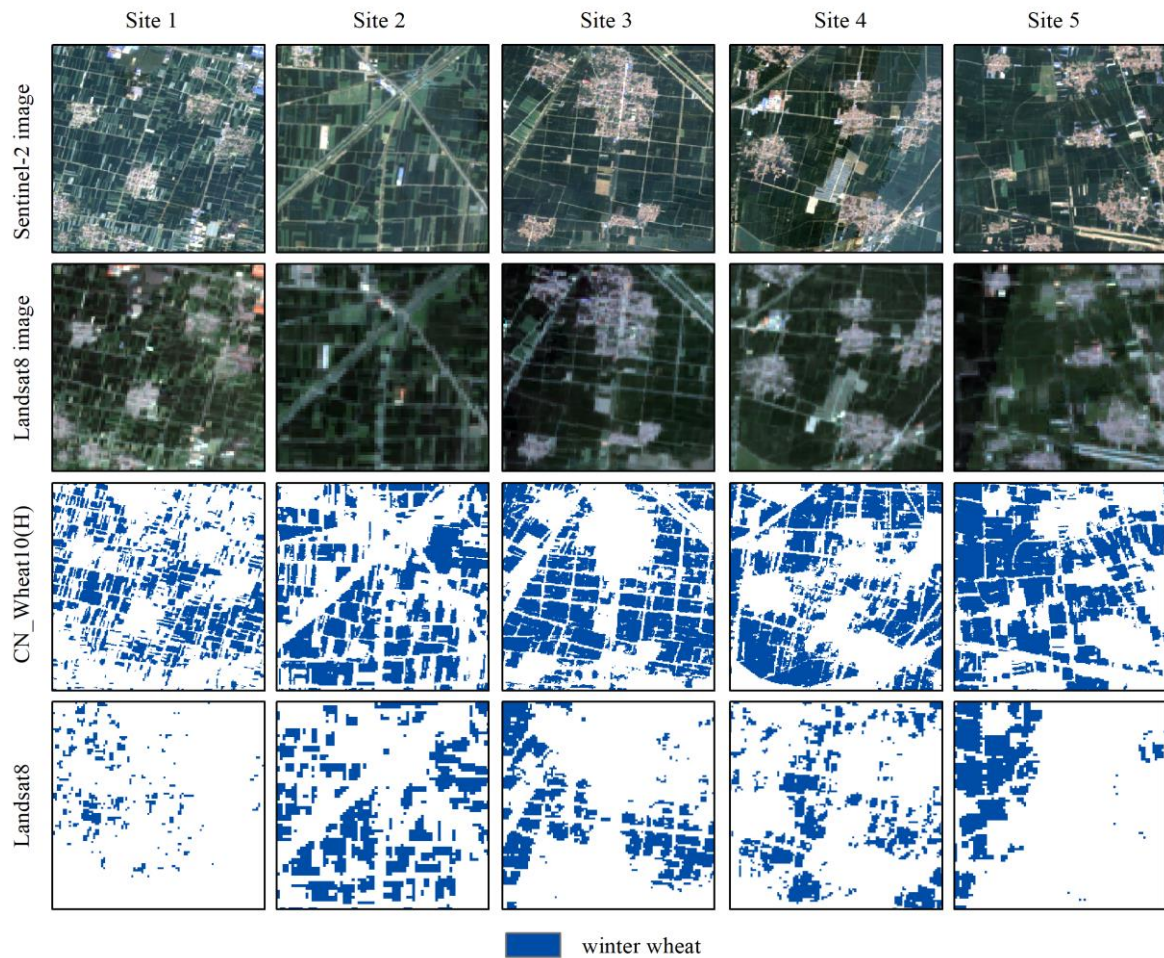 Site 1
Site 2
Site 3
Site 4
Site 5
Sentinel-2 image
Landsat8 image
CN_Wheat10(H)
Landsat8
winter wheat